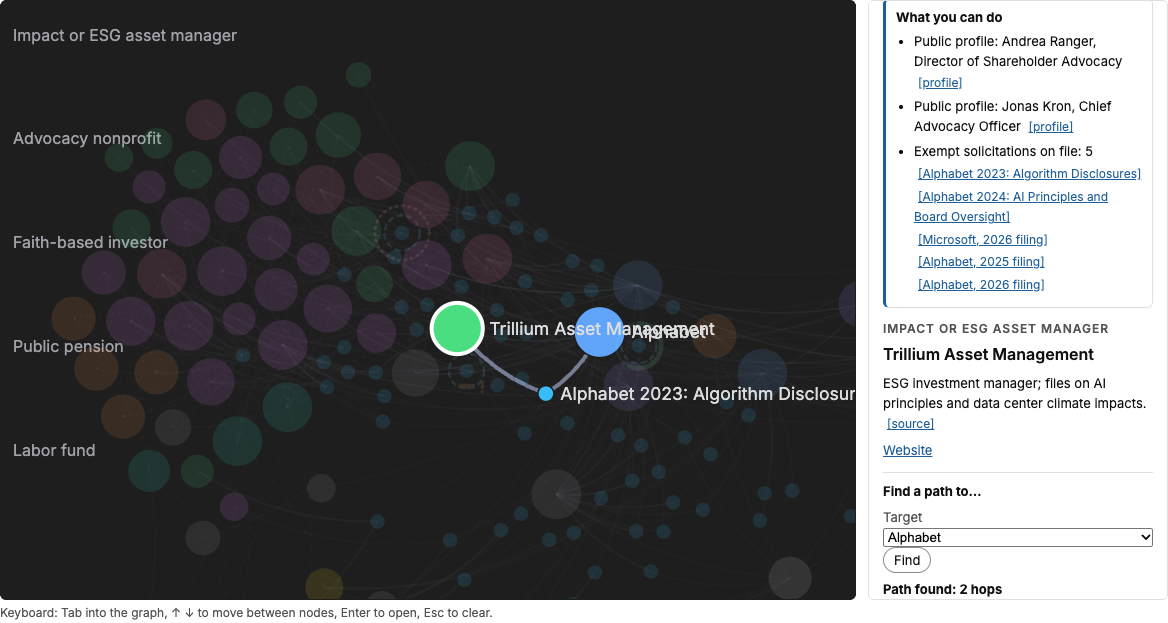 Impact or ESG asset manager
Advocacy nonprofit
Faith-based investor
Public pension
Labor fund
Trillium Asset Management
Alphabet
Alphabet 2023: Algorithm Disclosur
Keyboard: Tab into the graph, ↑ ↓ to move between nodes, Enter to open, Esc to clear.
What you can do
• Public profile: Andrea Ranger,
Director of Shareholder Advocacy
[profile]
• Public profile: Jonas Kron, Chief
Advocacy Officer [profile]
• Exempt solicitations on file: 5
[Alphabet 2023: Algorithm Disclosures]
[Alphabet 2024: AI Principles and
Board Oversight]
[Microsoft, 2026 filing]
[Alphabet, 2025 filing]
[Alphabet, 2026 filing]
IMPACT OR ESG ASSET MANAGER
Trillium Asset Management
ESG investment manager; files on AI
principles and data center climate impacts.
[source]
Website
Find a path to...
Target
Alphabet
Find
Path found: 2 hops